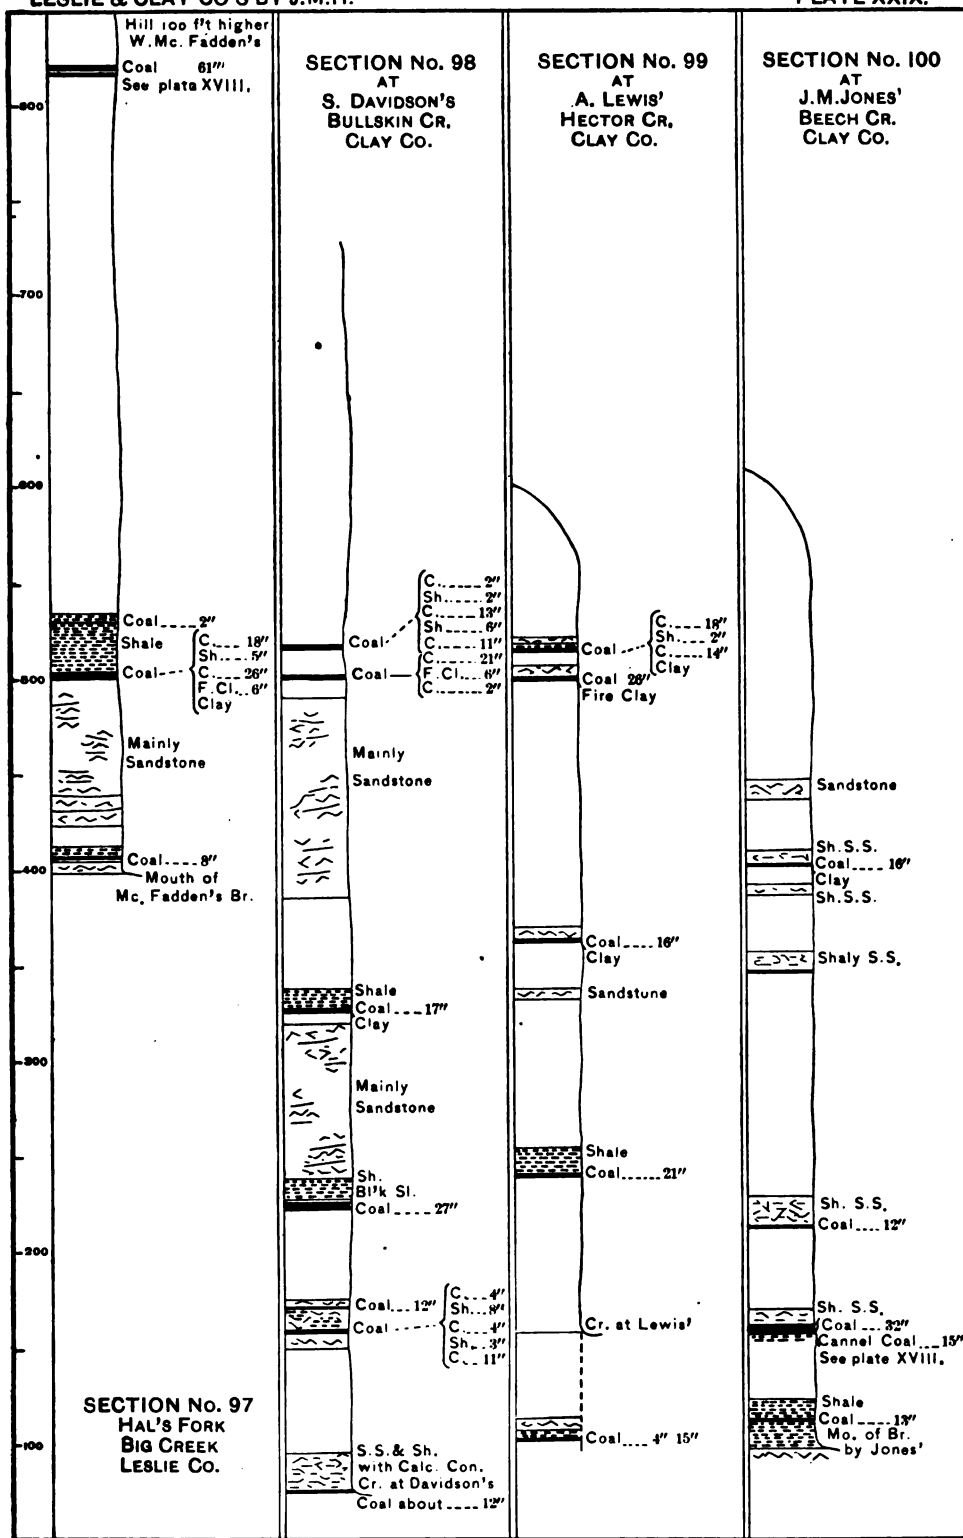 LESLIE & CLAY CO'S BY J.M.H.
PLATE XXIX.
Hill 100 f't higher
W.Mc. Fadden's
Coal 61"
See plate XVIII.
800
700
600
500
400
300
200
100
Coal 2"
Shale
Coal
C. 18"
Sh. 5"
C. 26"
F. Cl. 6"
Clay
Mainly
Sandstone
Coal 8"
Mouth of
Mc. Fadden's Br.
SECTION No. 97
HAL'S FORK
BIG CREEK
LESLIE Co.
SECTION No. 98
AT
S. DAVIDSON'S
BULLSKIN CR.
CLAY Co.
Coal
C. 2"
Sh. 2"
C. 13"
Sh. 6"
C. 11"
Coal
C. 21"
F. Cl. 6"
C. 2"
Mainly
Sandstone
Shale
Coal 17"
Clay
Mainly
Sandstone
Sh.
Bl'k Sl.
Coal 27"
Coal 12"
Coal
C. 4"
Sh. 8"
C. 4"
Sh. 3"
C. 11"
S.S. & Sh.
with Calc. Con.
Cr. at Davidson's
Coal about 12"
SECTION No. 99
AT
A. LEWIS'
HECTOR CR.
CLAY Co.
Coal
C. 18"
Sh. 2"
C. 14"
Clay
Coal 26"
Fire Clay
Coal 16"
Clay
Sandstune
Shale
Coal 21"
Cr. at Lewis'
Coal 4" 15"
SECTION No. 100
AT
J.M.JONES'
BEECH CR.
CLAY Co.
Sandstone
Sh. S.S.
Coal 16"
Clay
Sh. S.S.
Shaly S.S.
Sh. S.S.
Coal 12"
Sh. S.S.
Coal 32"
Cannel Coal 15"
See plate XVIII.
Shale
Coal 13"
Mo. of Br.
by Jones'